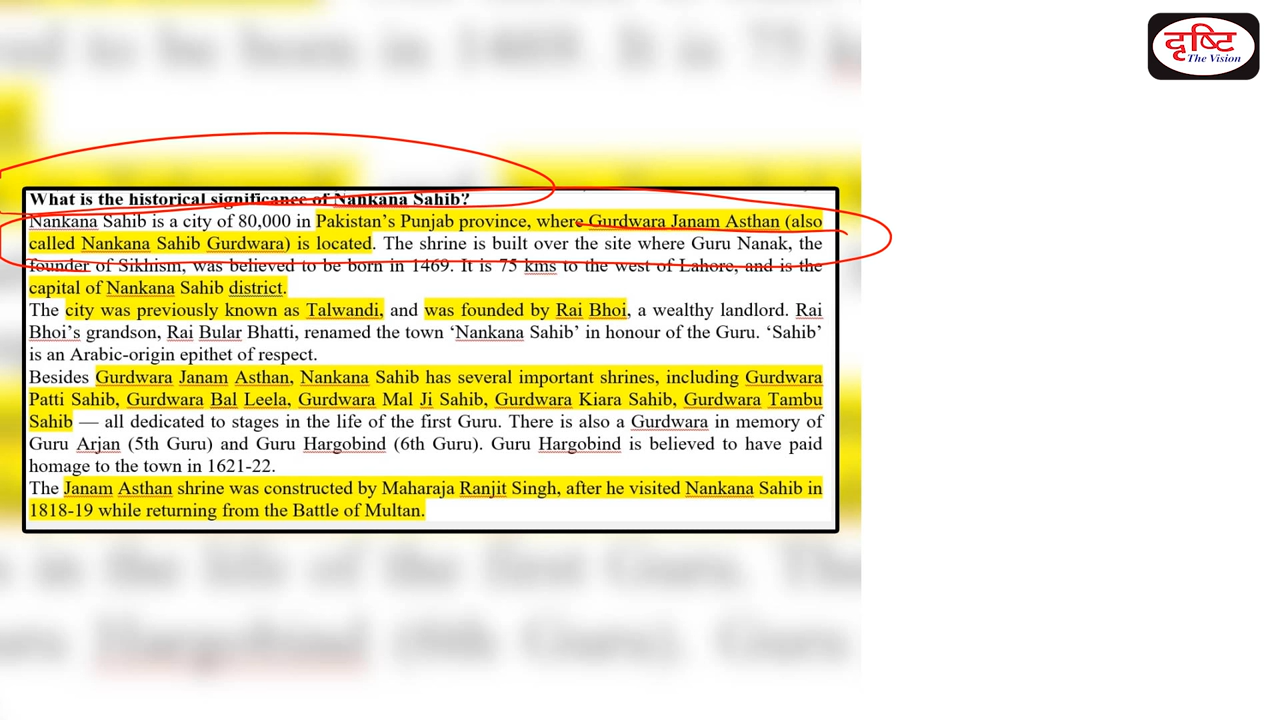 दृष्टि
The Vision
What is the historical significance of Nankana Sahib?
Nankana Sahib is a city of 80,000 in Pakistan's Punjab province, where Gurdwara Janam Asthan (also
called Nankana Sahib Gurdwara) is located. The shrine is built over the site where Guru Nanak, the
founder of Sikhism, was believed to be born in 1469. It is 75 kms to the west of Lahore, and is the
capital of Nankana Sahib district.
The city was previously known as Talwandi, and was founded by Rai Bhoi, a wealthy landlord. Rai
Bhoi's grandson, Rai Bular Bhatti, renamed the town ‘Nankana Sahib’ in honour of the Guru. ‘Sahib’
is an Arabic-origin epithet of respect.
Besides Gurdwara Janam Asthan, Nankana Sahib has several important shrines, including Gurdwara
Patti Sahib, Gurdwara Bal Leela, Gurdwara Mal Ji Sahib, Gurdwara Kiara Sahib, Gurdwara Tambu
Sahib — all dedicated to stages in the life of the first Guru. There is also a Gurdwara in memory of
Guru Arjan (5th Guru) and Guru Hargobind (6th Guru). Guru Hargobind is believed to have paid
homage to the town in 1621-22.
The Janam Asthan shrine was constructed by Maharaja Ranjit Singh, after he visited Nankana Sahib in
1818-19 while returning from the Battle of Multan.